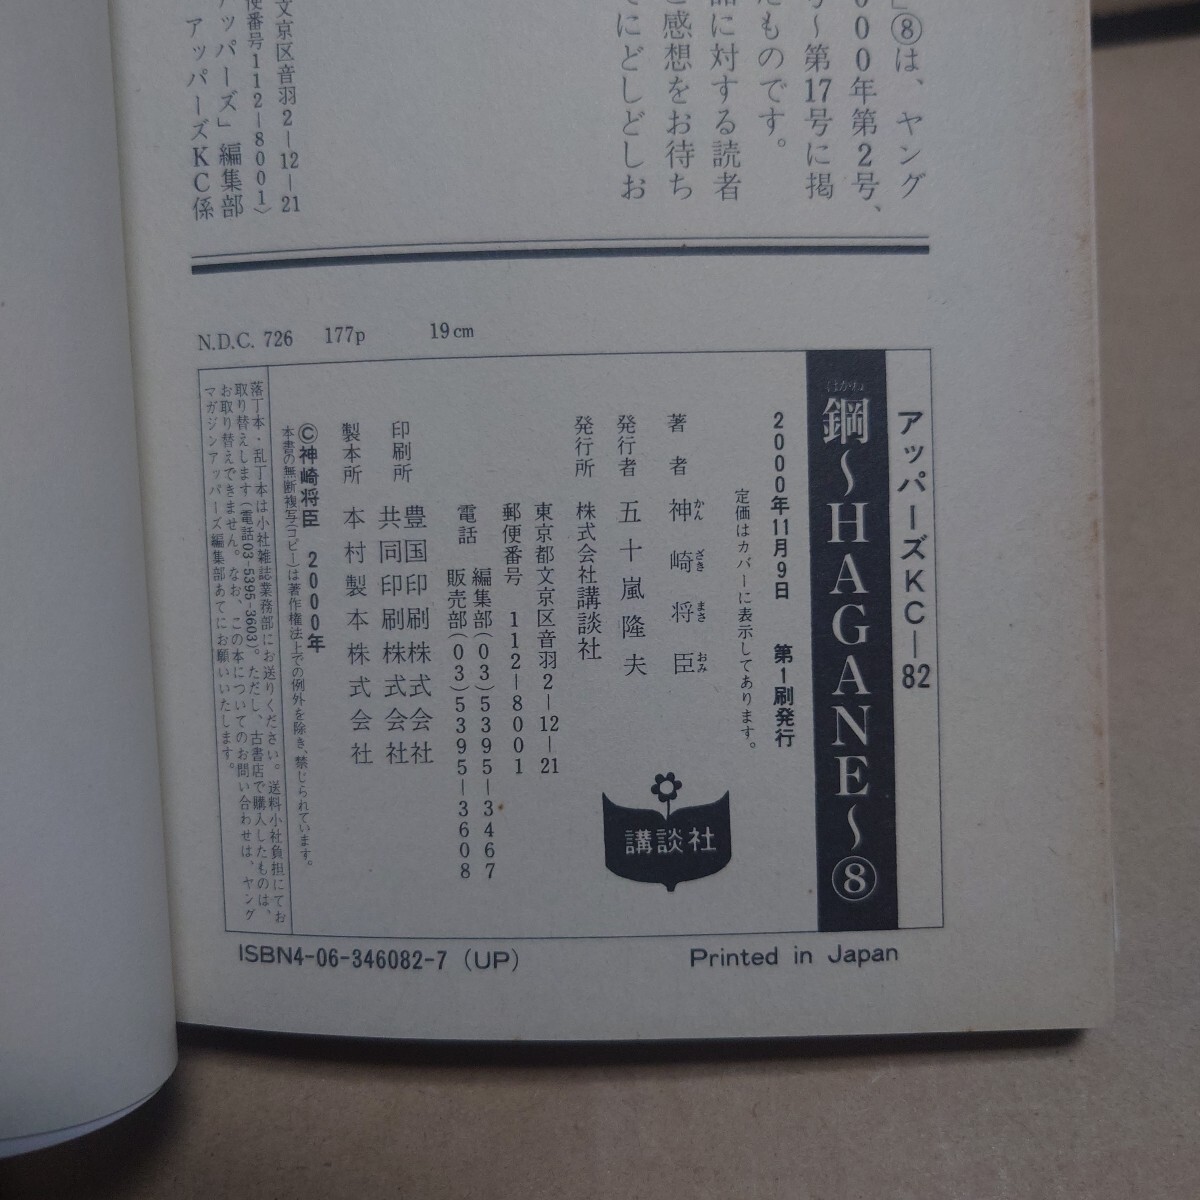 」⑧は、ヤング
000年第2号、
号〜第17号に掲
たものです。
品に対する読者
ご感想をお待ち
にどしどしお
文京区音羽2―12―21
便番号112―8001)
アッパーズ」編集部
アッパーズKC係
N.D.C. 726 177p 19cm
アッパーズKC―82
はがね
鋼〜HAGANE〜⑧
2000年11月9日 第1刷発行
定価はカバーに表示してあります。
著者 神崎将臣
かんざきまさおみ
発行者 五十嵐隆夫
発行所 株式会社講談社
東京都文京区音羽2―12―21
郵便番号 112―8001
電話 編集部(03)5395―3467
販売部(03)5395―3608
印刷所 豊国印刷株式会社
共同印刷株式会社
製本所 本村製本株式会社
©神崎将臣 2000年
本書の無断複写(コピー)は著作権法上での例外を除き、禁じられています。
落丁本・乱丁本は小社雑誌業務部にお送りください。送料小社負担にてお
取り替えします(電話03-5395-3603)。ただし、古書店で購入したものは、
お取り替えできません。なお、この本についてのお問い合わせは、ヤング
マガジンアッパーズ編集部あてにお願いいたします。
講談社
ISBN4-06-346082-7 (UP)
Printed in Japan